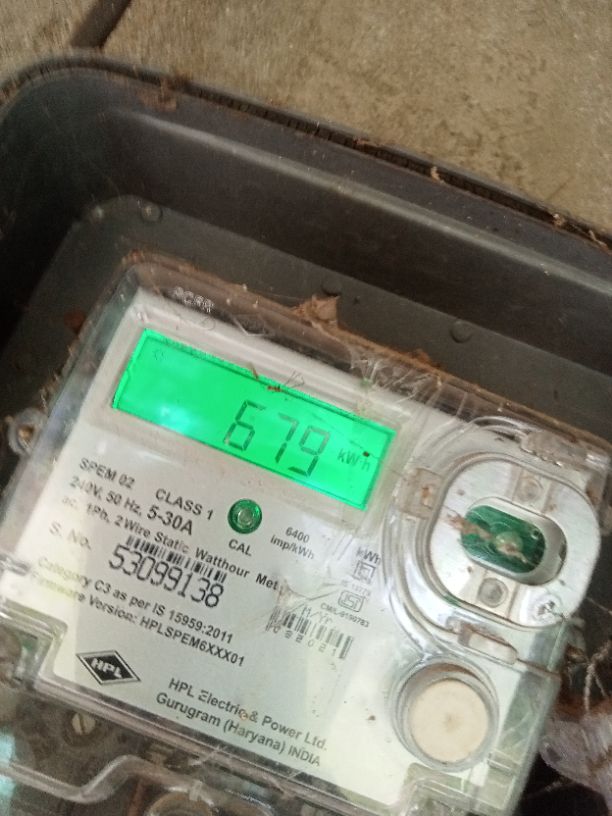 679 kWh
SPEM 02 CLASS 1
240V, 50 Hz, 5-30A
ac, 1Ph, 2Wire Static Watthour
CAL
6400
imp/kWh
kWh
S. No. 53099138
Category C3 as per IS 15959:2011
Firmware Version: HPLSPEM6XXX01
M/Yr
HPL
HPL Electric & Power Ltd.
Gurugram (Haryana) INDIA